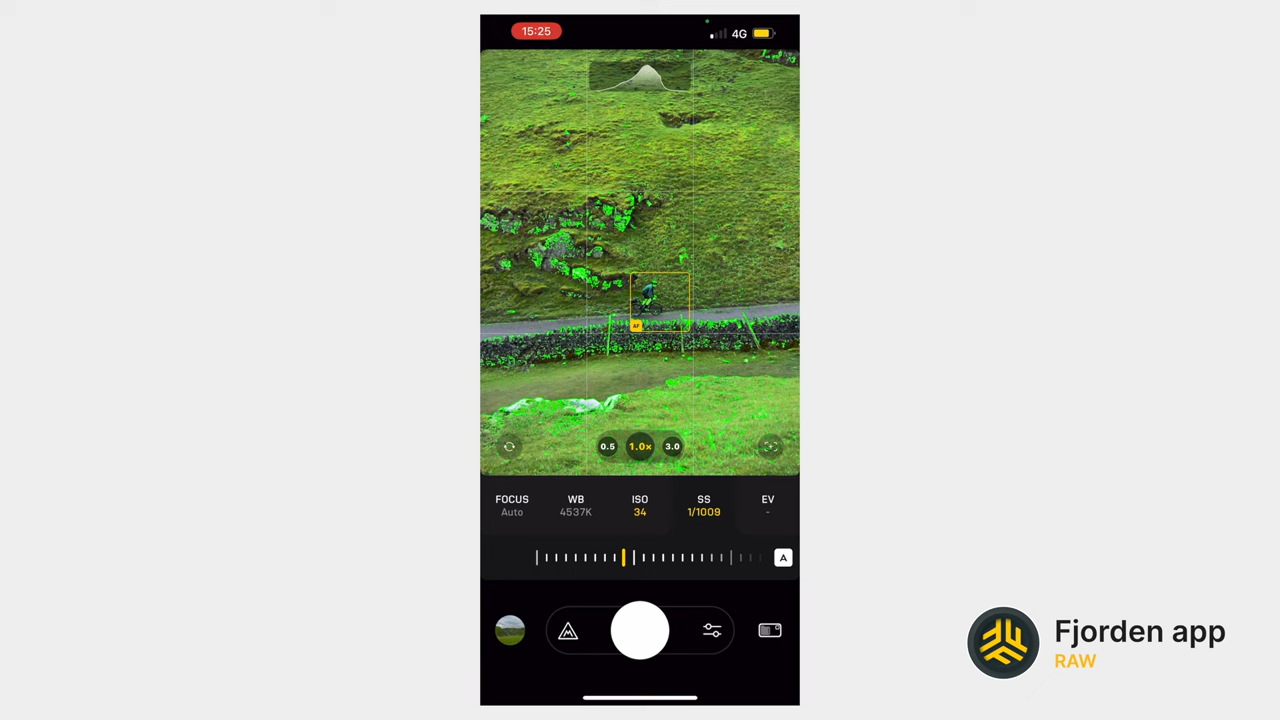 15:25
4G
AF
0.5 1.0× 3.0
FOCUS WB ISO SS EV
Auto 4537K 34 1/1009 -
A
M
Fjorden app
RAW